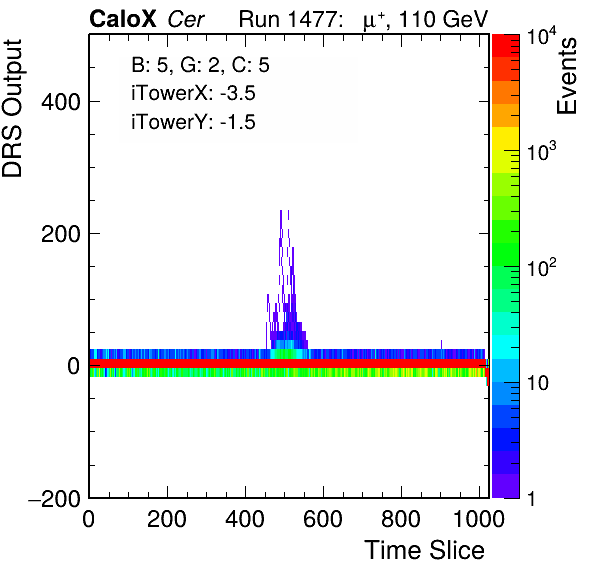 CaloX Cer Run 1477: μ⁺, 110 GeV
B: 5, G: 2, C: 5
iTowerX: -3.5
iTowerY: -1.5
DRS Output
400
200
0
−200
0 200 400 600 800 1000
Time Slice
10⁴
10³
10²
10
1
Events